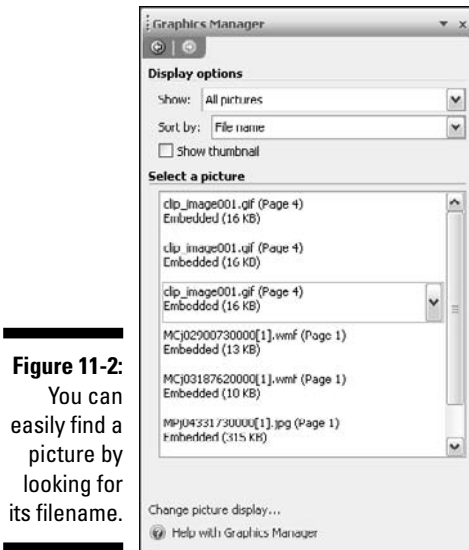 Graphics Manager
Display options
Show: All pictures
Sort by: File name
Show thumbnail
Select a picture
clip_image001.gif (Page 4)
Embedded (16 KB)
clip_image001.gif (Page 4)
Embedded (16 KB)
clip_image001.gif (Page 4)
Embedded (16 KB)
MCj02900730000[1].wmf (Page 1)
Embedded (13 KB)
MCj03187620000[1].wmf (Page 1)
Embedded (10 KB)
MPj04331730000[1].jpg (Page 1)
Embedded (315 KB)
Change picture display...
Help with Graphics Manager
Figure 11-2:
You can
easily find a
picture by
looking for
its filename.